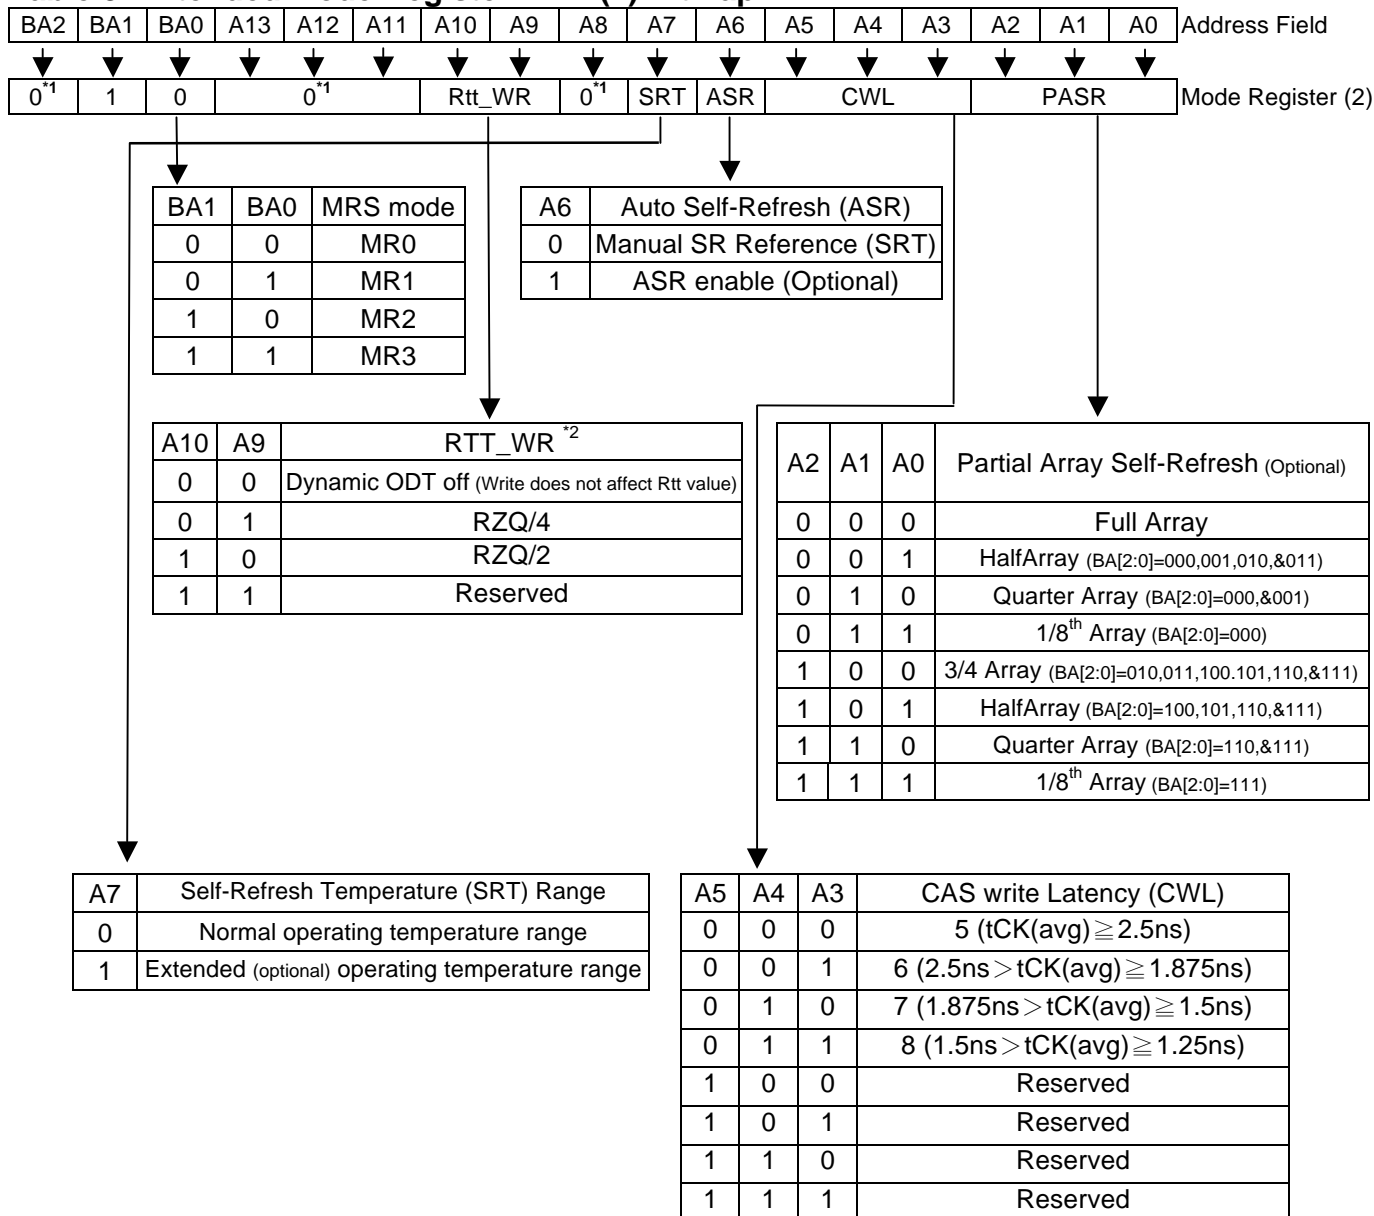 BA2 BA1 BA0 A13 A12 A11 A10 A9 A8 A7 A6 A5 A4 A3 A2 A1 A0 Address Field
0*1 1 0 0*1 Rtt_WR 0*1 SRT ASR CWL PASR Mode Register (2)
BA1 BA0 MRS mode
0 0 MR0
0 1 MR1
1 0 MR2
1 1 MR3
A6 Auto Self-Refresh (ASR)
0 Manual SR Reference (SRT)
1 ASR enable (Optional)
A10 A9 RTT_WR *2
0 0 Dynamic ODT off (Write does not affect Rtt value)
0 1 RZQ/4
1 0 RZQ/2
1 1 Reserved
A2 A1 A0 Partial Array Self-Refresh (Optional)
0 0 0 Full Array
0 0 1 HalfArray (BA[2:0]=000,001,010,&011)
0 1 0 Quarter Array (BA[2:0]=000,&001)
0 1 1 1/8th Array (BA[2:0]=000)
1 0 0 3/4 Array (BA[2:0]=010,011,100.101,110,&111)
1 0 1 HalfArray (BA[2:0]=100,101,110,&111)
1 1 0 Quarter Array (BA[2:0]=110,&111)
1 1 1 1/8th Array (BA[2:0]=111)
A7 Self-Refresh Temperature (SRT) Range
0 Normal operating temperature range
1 Extended (optional) operating temperature range
A5 A4 A3 CAS write Latency (CWL)
0 0 0 5 (tCK(avg)≧2.5ns)
0 0 1 6 (2.5ns＞tCK(avg)≧1.875ns)
0 1 0 7 (1.875ns＞tCK(avg)≧1.5ns)
0 1 1 8 (1.5ns＞tCK(avg)≧1.25ns)
1 0 0 Reserved
1 0 1 Reserved
1 1 0 Reserved
1 1 1 Reserved